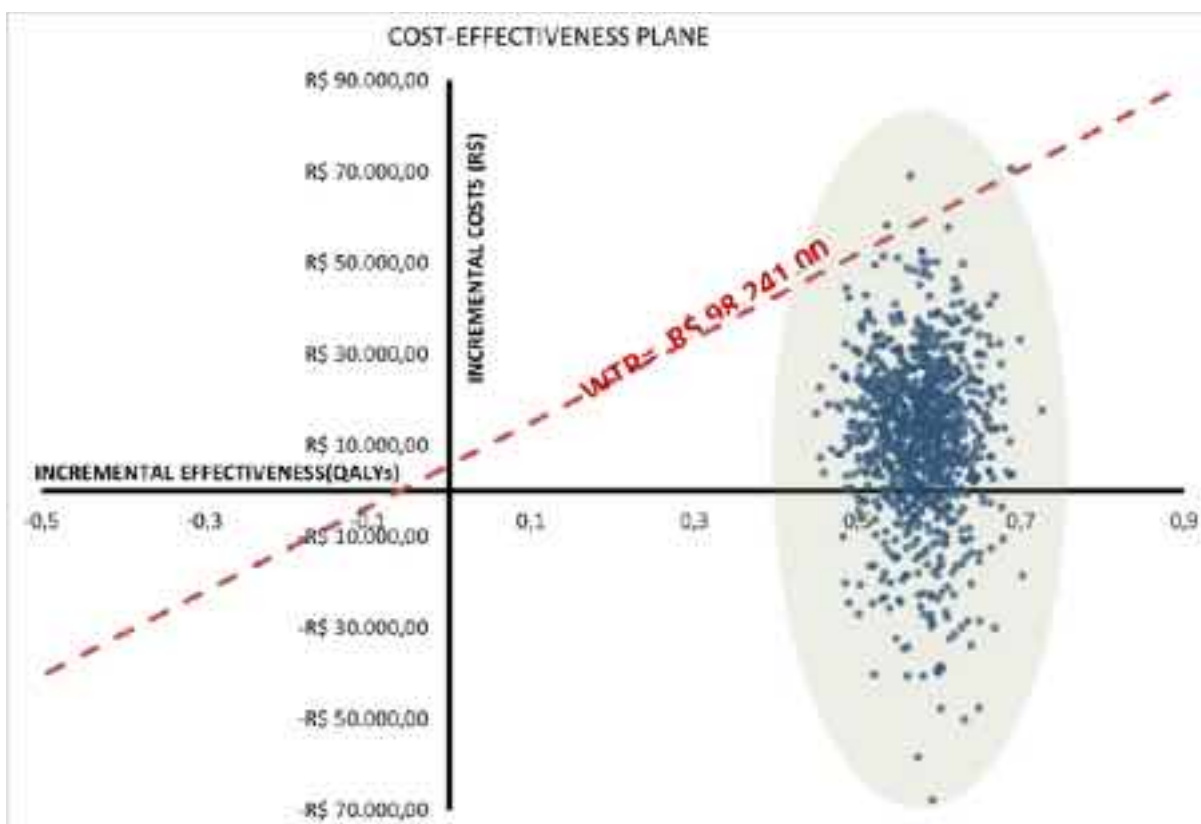 COST-EFFECTIVENESS PLANE
R$ 90.000,00
R$ 70.000,00
R$ 50.000,00
R$ 30.000,00
R$ 10.000,00
INCREMENTAL COSTS (R$)
WTP= R$ 98.241,00
INCREMENTAL EFFECTIVENESS(QALYs)
-0,5
-0,3
-0,1
0,1
0,3
0,5
0,7
0,9
-R$ 10.000,00
-R$ 30.000,00
-R$ 50.000,00
-R$ 70.000,00